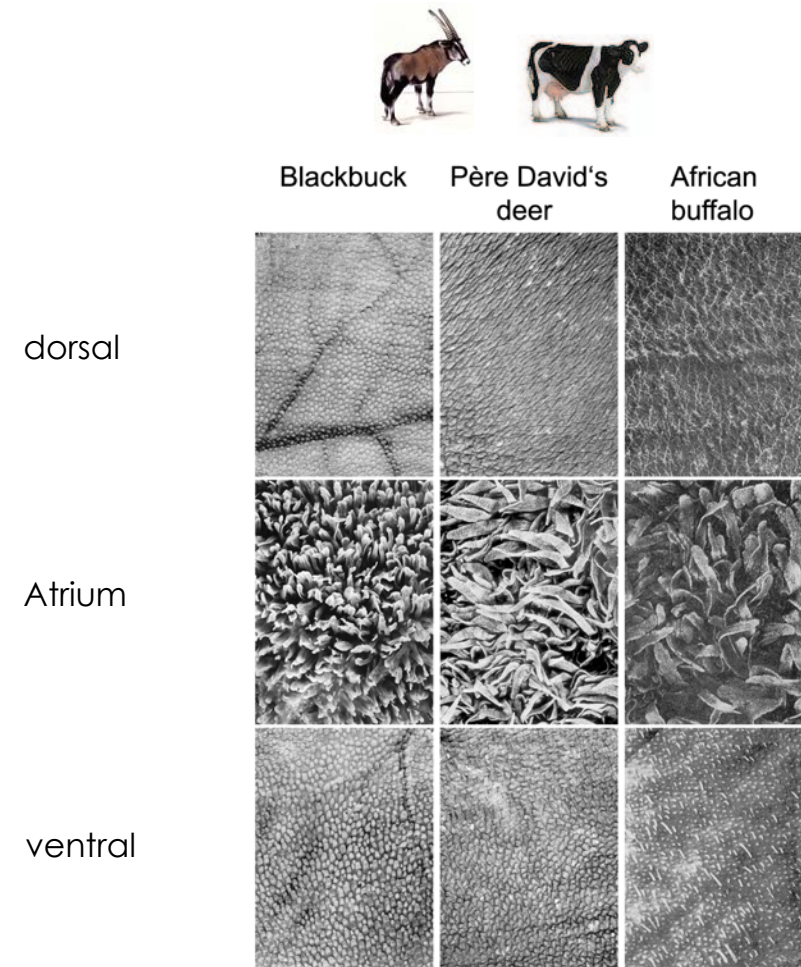 Blackbuck
Père David‘s
deer
African
buffalo
dorsal
Atrium
ventral